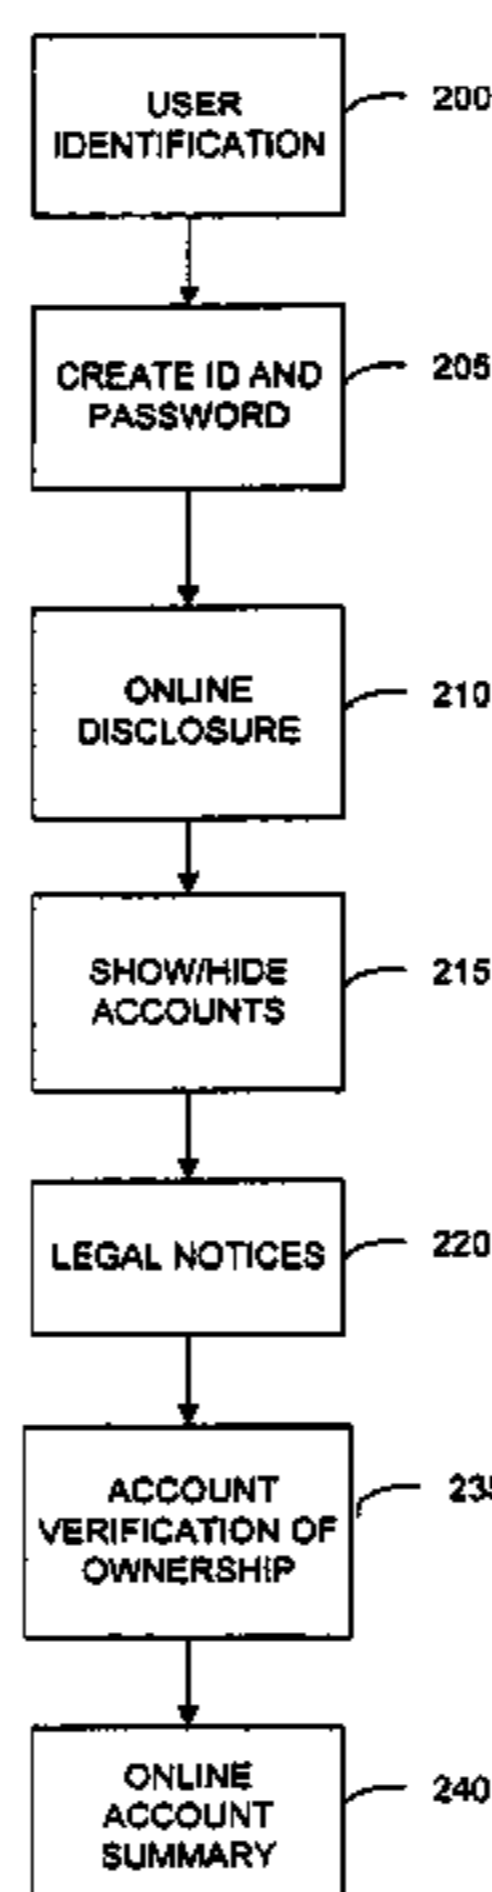 USER
IDENTIFICATION
200
CREATE ID AND
PASSWORD
205
ONLINE
DISCLOSURE
210
SHOW/HIDE
ACCOUNTS
215
LEGAL NOTICES
220
ACCOUNT
VERIFICATION OF
OWNERSHIP
235
ONLINE
ACCOUNT
SUMMARY
240